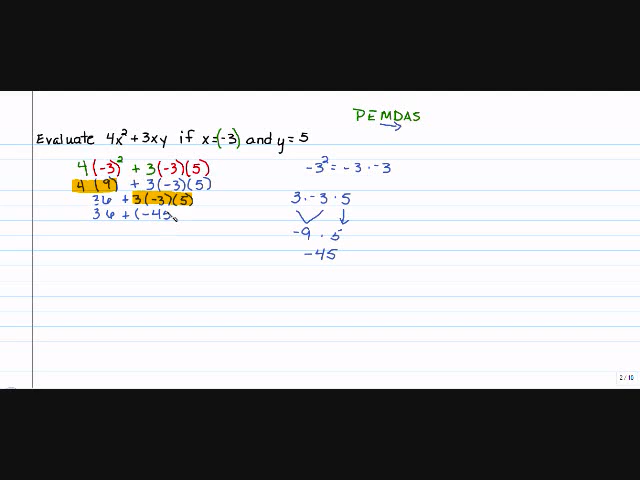 PEMDAS
Evaluate 4x² + 3xy if x=(-3) and y=5
4(-3)² + 3(-3)(5)
4(9) + 3(-3)(5)
36 + 3(-3)(5)
36 + (-45
-3² = -3 · -3
3 · -3 · 5
-9 · 5
-45
2 / 10